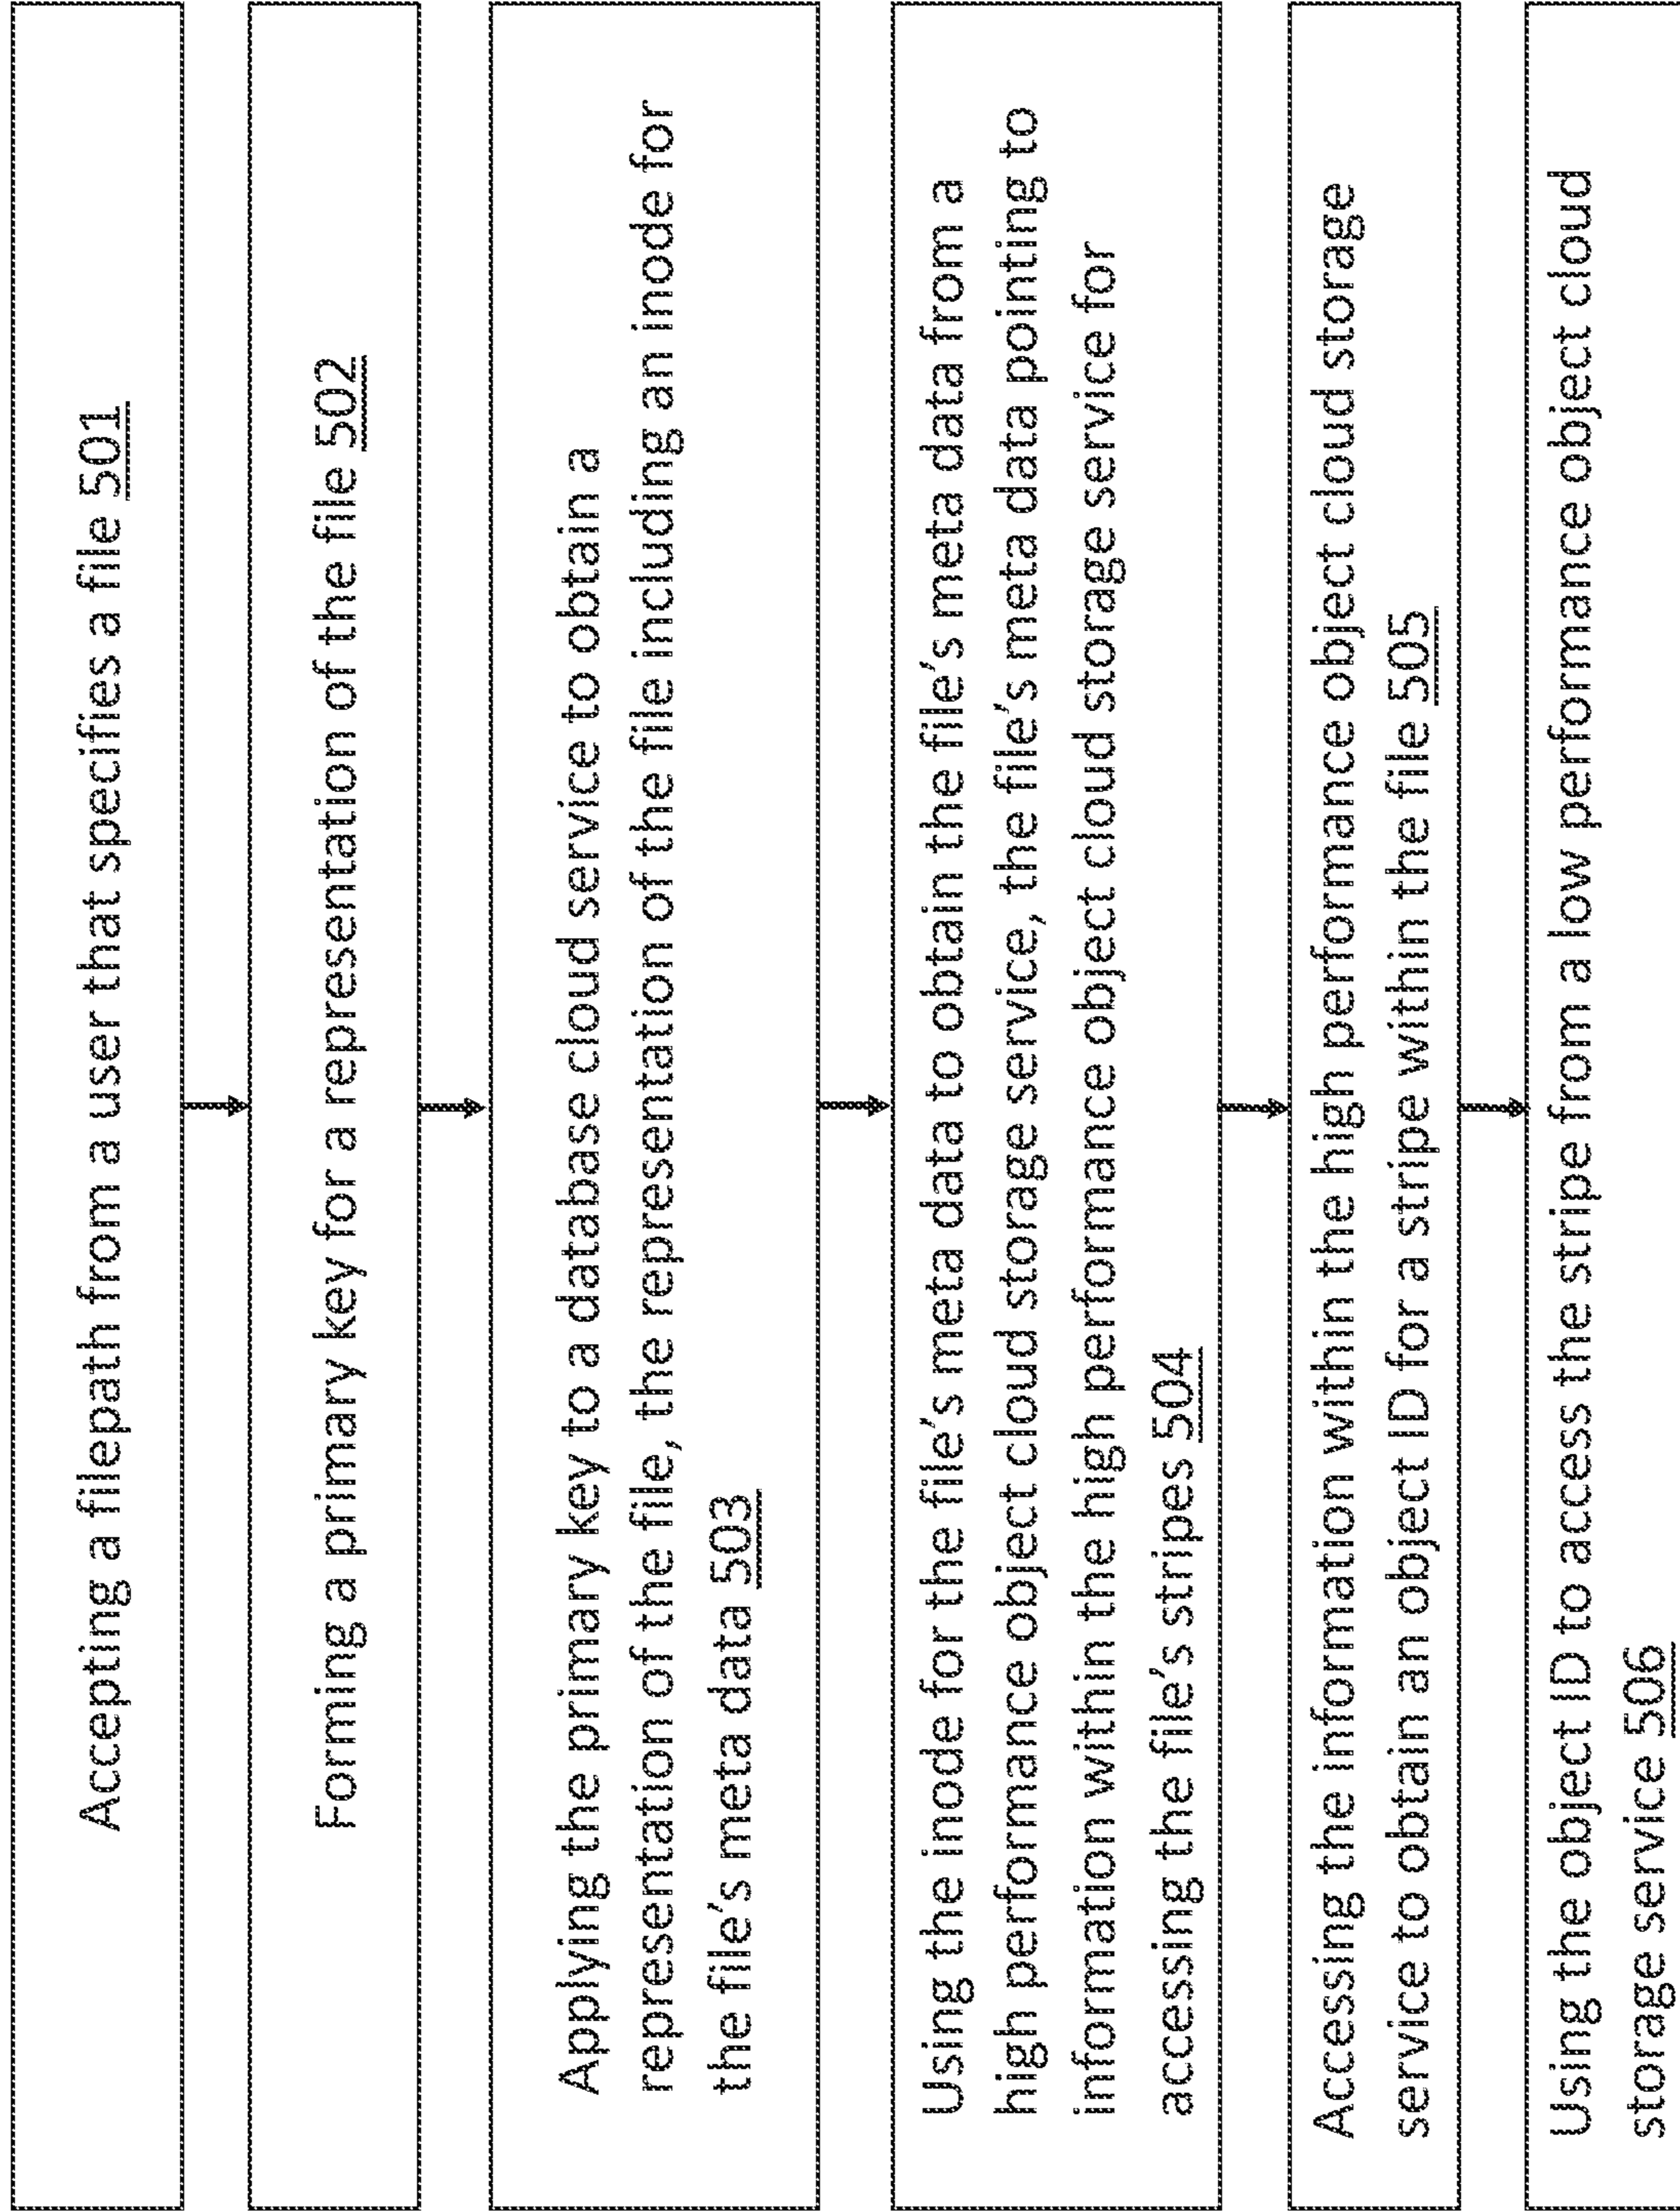 Accepting a filepath from a user that specifies a file 501
Forming a primary key for a representation of the file 502
Applying the primary key to a database cloud service to obtain a
representation of the file, the representation of the file including an inode for
the file's meta data 503
Using the inode for the file's meta data to obtain the file's meta data from a
high performance object cloud storage service, the file's meta data pointing to
information within the high performance object cloud storage service for
accessing the file's stripes 504
Accessing the information within the high performance object cloud storage
service to obtain an object ID for a stripe within the file 505
Using the object ID to access the stripe from a low performance object cloud
storage service 506